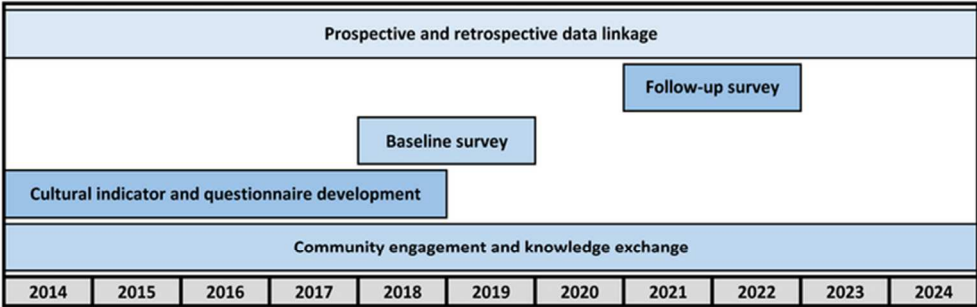 Prospective and retrospective data linkage
Follow-up survey
Baseline survey
Cultural indicator and questionnaire development
Community engagement and knowledge exchange
2014 2015 2016 2017 2018 2019 2020 2021 2022 2023 2024